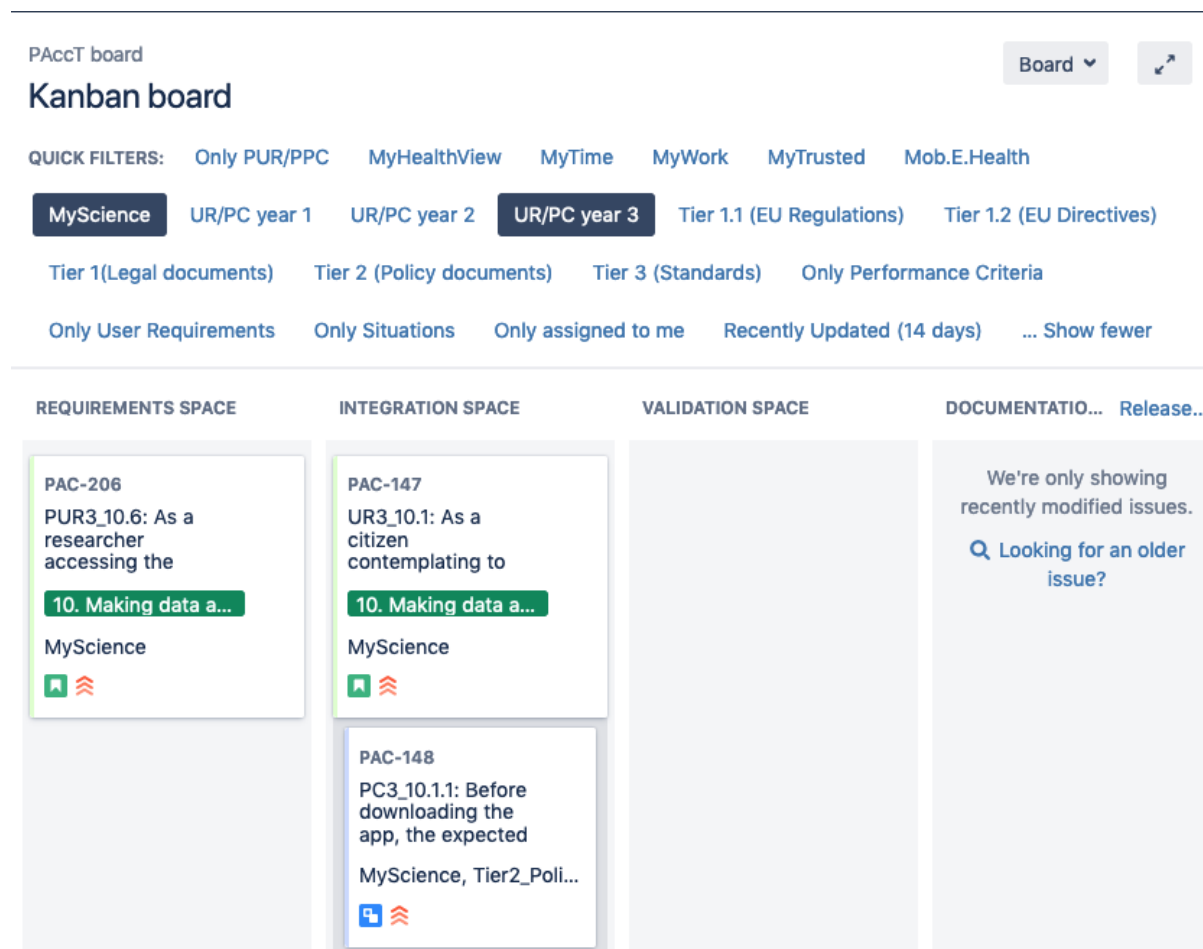 PAccT board
Board
Kanban board
QUICK FILTERS: Only PUR/PPC MyHealthView MyTime MyWork MyTrusted Mob.E.Health
MyScience UR/PC year 1 UR/PC year 2 UR/PC year 3 Tier 1.1 (EU Regulations) Tier 1.2 (EU Directives)
Tier 1(Legal documents) Tier 2 (Policy documents) Tier 3 (Standards) Only Performance Criteria
Only User Requirements Only Situations Only assigned to me Recently Updated (14 days) ... Show fewer
REQUIREMENTS SPACE INTEGRATION SPACE VALIDATION SPACE DOCUMENTATIO... Release...
PAC-206
PUR3_10.6: As a
researcher
accessing the
10. Making data a...
MyScience
PAC-147
UR3_10.1: As a
citizen
contemplating to
10. Making data a...
MyScience
PAC-148
PC3_10.1.1: Before
downloading the
app, the expected
MyScience, Tier2_Poli...
We're only showing
recently modified issues.
Looking for an older
issue?